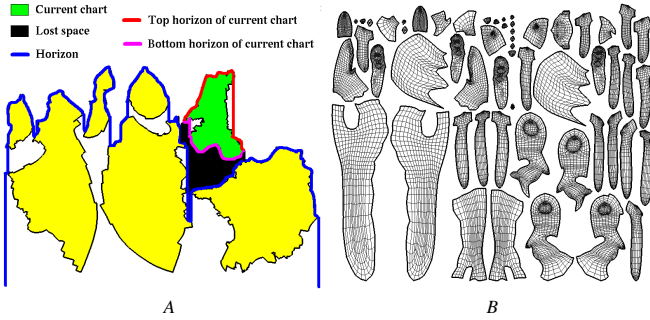 Current chart
Lost space
Horizon
Top horizon of current chart
Bottom horizon of current chart
A
B